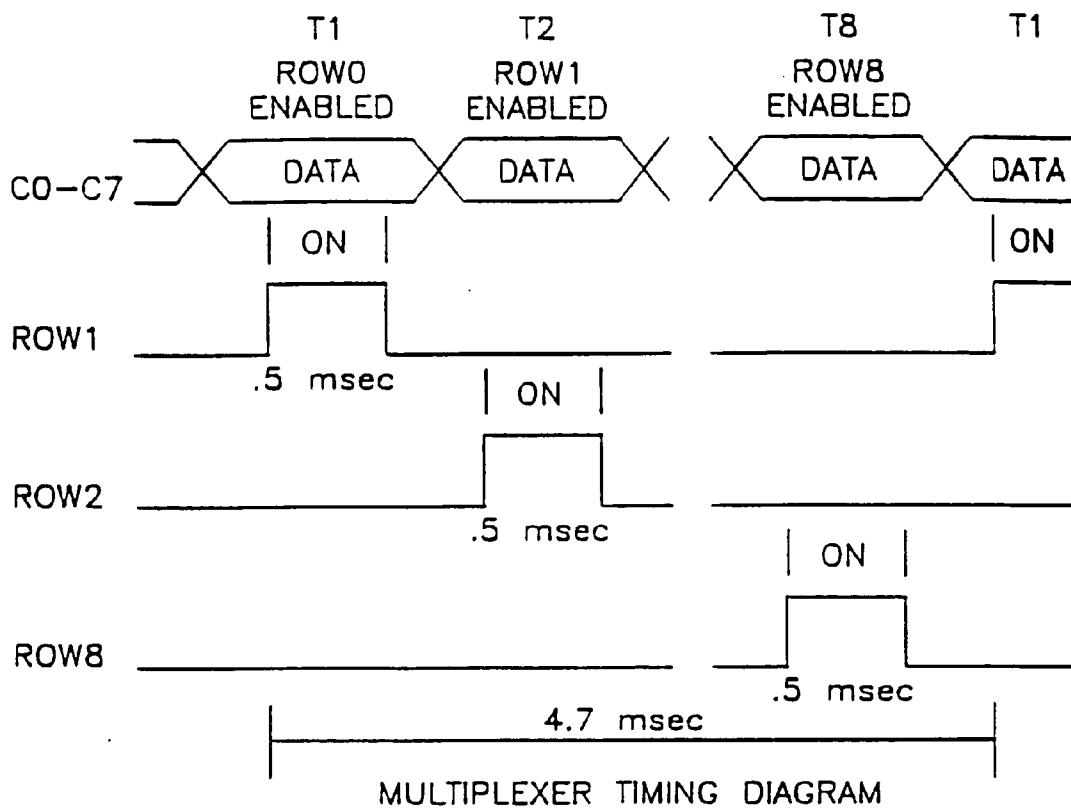 T1 T2 T8 T1
ROW0 ROW1 ROW8
ENABLED ENABLED ENABLED
C0-C7 DATA DATA DATA DATA
ON ON
ROW1
.5 msec
ON
ROW2
.5 msec
ON
ROW8
.5 msec
4.7 msec
MULTIPLEXER TIMING DIAGRAM